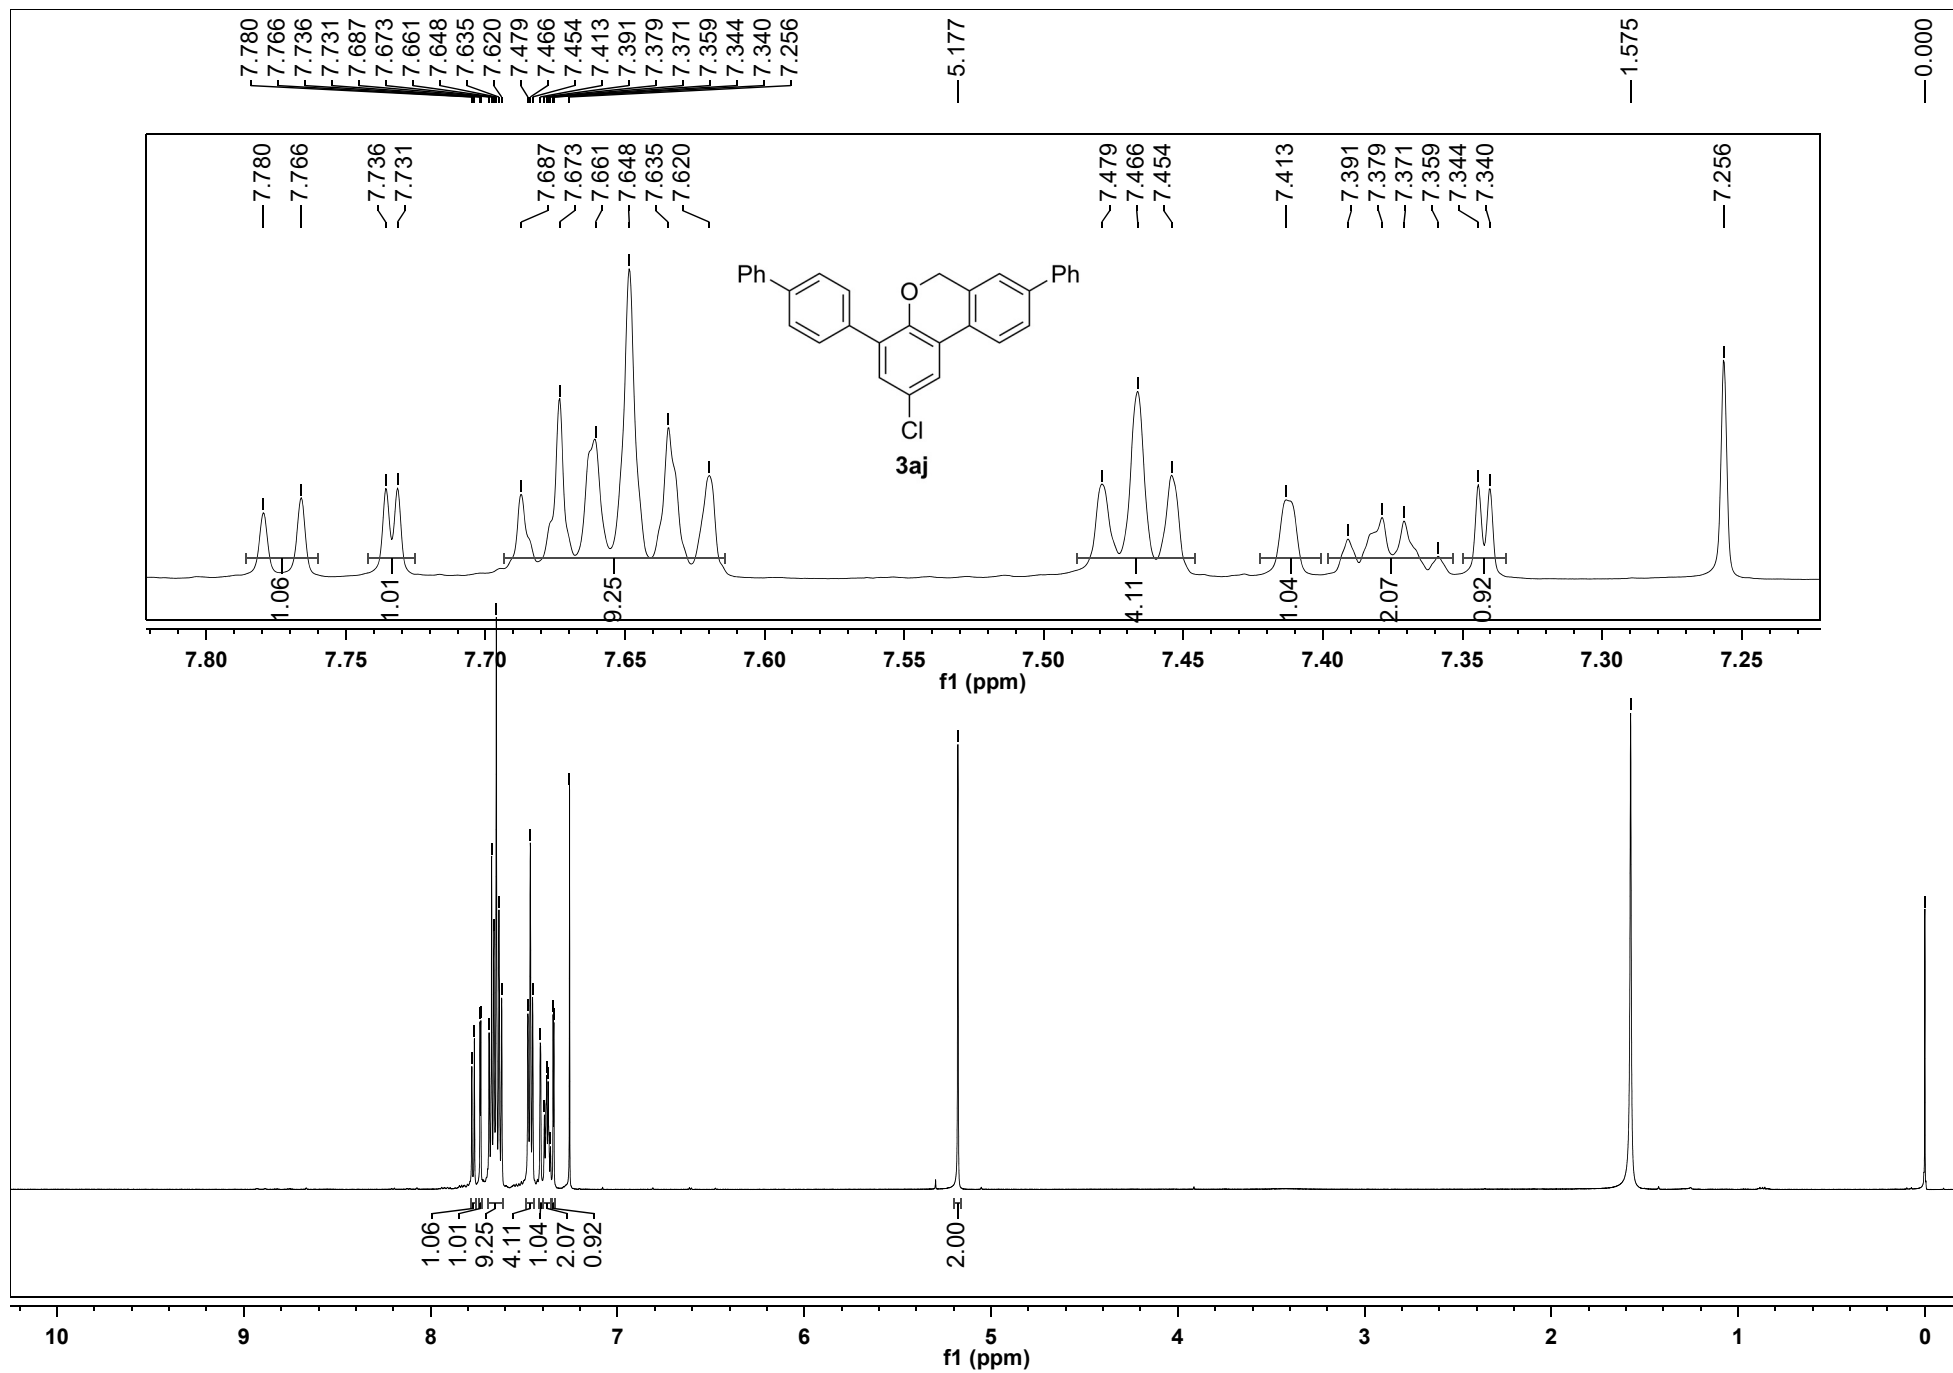 7.780 7.766 7.736 7.731 7.687 7.673 7.661 7.648 7.635 7.620 7.479 7.466 7.454 7.413 7.391 7.379 7.371 7.359 7.344 7.340 7.256 5.177 1.575 0.000
7.780 7.766 7.736 7.731 7.687 7.673 7.661 7.648 7.635 7.620 7.479 7.466 7.454 7.413 7.391 7.379 7.371 7.359 7.344 7.340 7.256
Ph O Ph
Cl
3aj
1.06 1.01 9.25 4.11 1.04 2.07 0.92
7.80 7.75 7.70 7.65 7.60 7.55 7.50 7.45 7.40 7.35 7.30 7.25
f1 (ppm)
1.06 1.01 9.25 4.11 1.04 2.07 0.92 2.00
10 9 8 7 6 5 4 3 2 1 0
f1 (ppm)